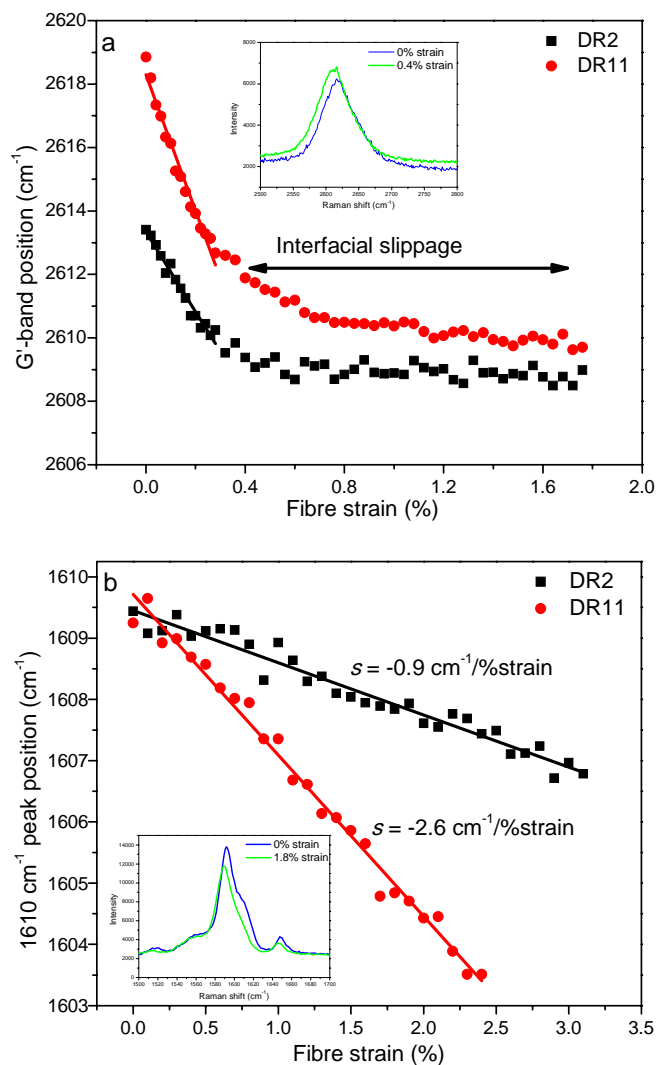 a
DR2
DR11
0% strain
0.4% strain
8000
6000
4000
2000
Intensity
2500 2550 2600 2650 2700 2750 2800
Raman shift (cm⁻¹)
Interfacial slippage
2620
2618
2616
2614
2612
2610
2608
2606
G'-band position (cm⁻¹)
0.0 0.4 0.8 1.2 1.6 2.0
Fibre strain (%)
b
DR2
DR11
s = -0.9 cm⁻¹/%strain
s = -2.6 cm⁻¹/%strain
0% strain
1.8% strain
14000
12000
10000
8000
6000
4000
2000
0
Intensity
1500 1520 1540 1560 1580 1600 1620 1640 1660 1680 1700
Raman shift (cm⁻¹)
1610
1609
1608
1607
1606
1605
1604
1603
1610 cm⁻¹ peak position (cm⁻¹)
0.0 0.5 1.0 1.5 2.0 2.5 3.0 3.5
Fibre strain (%)